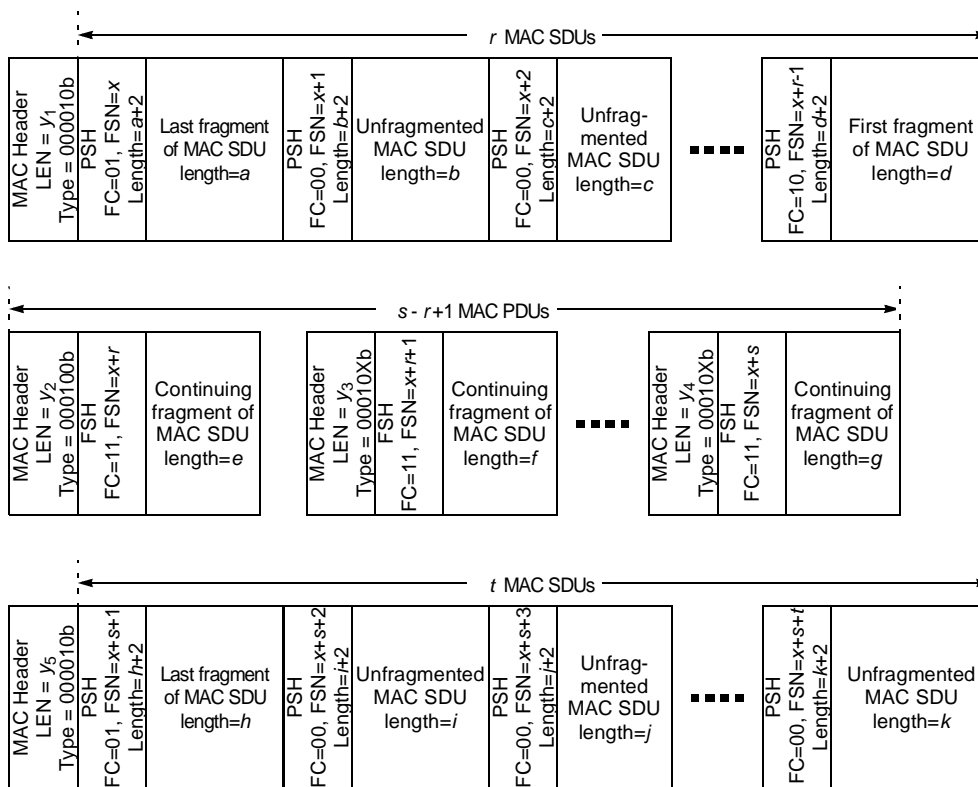 r MAC SDUs
MAC Header
LEN = y1
Type = 000010b
PSH
FC=01, FSN=x
Length=a+2
Last fragment
of MAC SDU
length=a
PSH
FC=00, FSN=x+1
Length=b+2
Unfragmented
MAC SDU
length=b
PSH
FC=00, FSN=x+2
Length=c+2
Unfrag-
mented
MAC SDU
length=c
PSH
FC=10, FSN=x+r-1
Length=d+2
First fragment
of MAC SDU
length=d
s - r+1 MAC PDUs
MAC Header
LEN = y2
Type = 000100b
FSH
FC=11, FSN=x+r
Continuing
fragment of
MAC SDU
length=e
MAC Header
LEN = y3
Type = 00010Xb
FSH
FC=11, FSN=x+r+1
Continuing
fragment of
MAC SDU
length=f
MAC Header
LEN = y4
Type = 00010Xb
FSH
FC=11, FSN=x+s
Continuing
fragment of
MAC SDU
length=g
t MAC SDUs
MAC Header
LEN = y5
Type = 000010b
PSH
FC=01, FSN=x+s+1
Length=h+2
Last fragment
of MAC SDU
length=h
PSH
FC=00, FSN=x+s+2
Length=i+2
Unfragmented
MAC SDU
length=i
PSH
FC=00, FSN=x+s+3
Length=j+2
Unfrag-
mented
MAC SDU
length=j
PSH
FC=00, FSN=x+s+t
Length=k+2
Unfragmented
MAC SDU
length=k